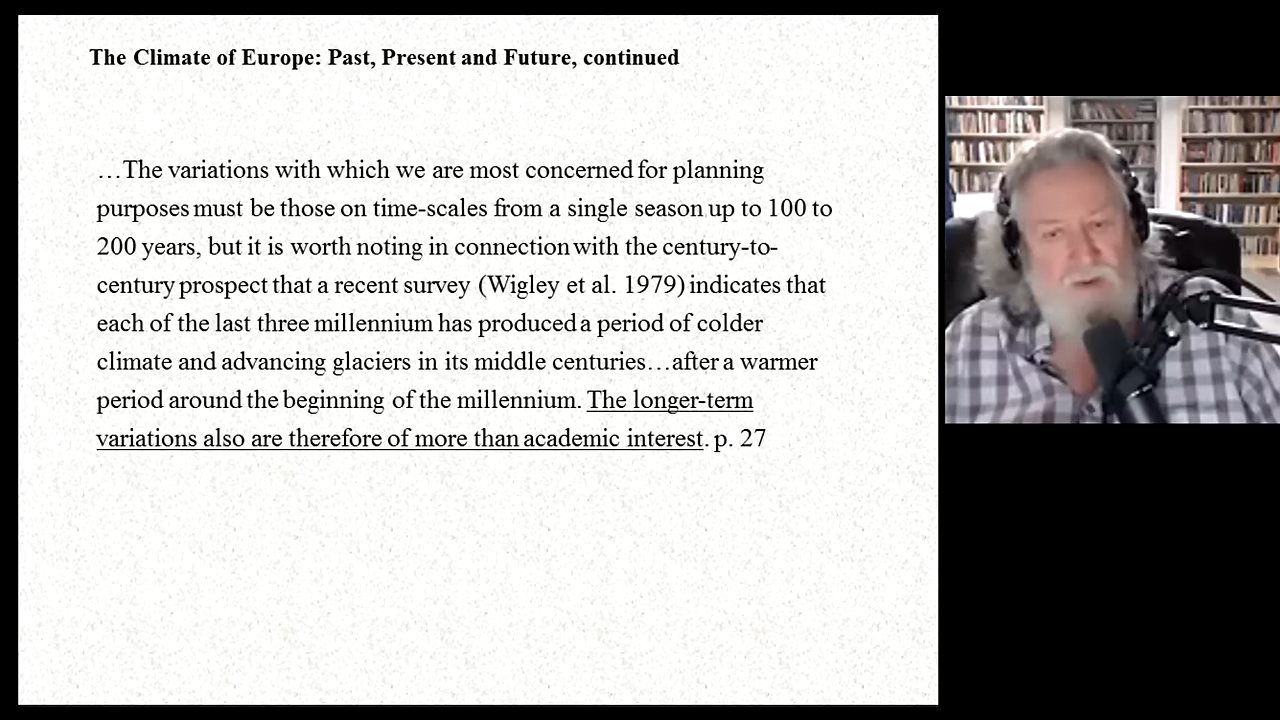 The Climate of Europe: Past, Present and Future, continued
…The variations with which we are most concerned for planning
purposes must be those on time-scales from a single season up to 100 to
200 years, but it is worth noting in connection with the century-to-
century prospect that a recent survey (Wigley et al. 1979) indicates that
each of the last three millennium has produced a period of colder
climate and advancing glaciers in its middle centuries…after a warmer
period around the beginning of the millennium. The longer-term
variations also are therefore of more than academic interest. p. 27